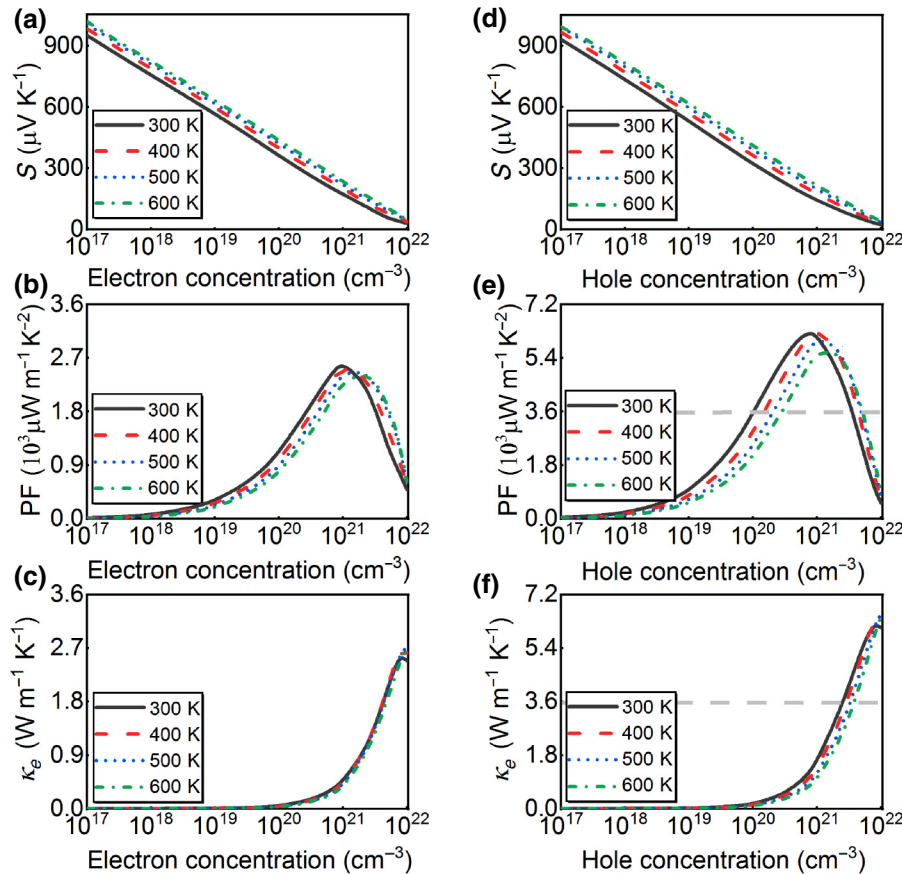 (a)
S (μV K⁻¹)
900
600
300
0
300 K
400 K
500 K
600 K
10¹⁷ 10¹⁸ 10¹⁹ 10²⁰ 10²¹ 10²²
Electron concentration (cm⁻³)
(d)
S (μV K⁻¹)
900
600
300
0
300 K
400 K
500 K
600 K
10¹⁷ 10¹⁸ 10¹⁹ 10²⁰ 10²¹ 10²²
Hole concentration (cm⁻³)
(b)
PF (10³μW m⁻¹ K⁻²)
3.6
2.7
1.8
0.9
0.0
300 K
400 K
500 K
600 K
10¹⁷ 10¹⁸ 10¹⁹ 10²⁰ 10²¹ 10²²
Electron concentration (cm⁻³)
(e)
PF (10³μW m⁻¹ K⁻²)
7.2
5.4
3.6
1.8
0.0
300 K
400 K
500 K
600 K
10¹⁷ 10¹⁸ 10¹⁹ 10²⁰ 10²¹ 10²²
Hole concentration (cm⁻³)
(c)
κₑ (W m⁻¹ K⁻¹)
3.6
2.7
1.8
0.9
0.0
300 K
400 K
500 K
600 K
10¹⁷ 10¹⁸ 10¹⁹ 10²⁰ 10²¹ 10²²
Electron concentration (cm⁻³)
(f)
κₑ (W m⁻¹ K⁻¹)
7.2
5.4
3.6
1.8
0.0
300 K
400 K
500 K
600 K
10¹⁷ 10¹⁸ 10¹⁹ 10²⁰ 10²¹ 10²²
Hole concentration (cm⁻³)